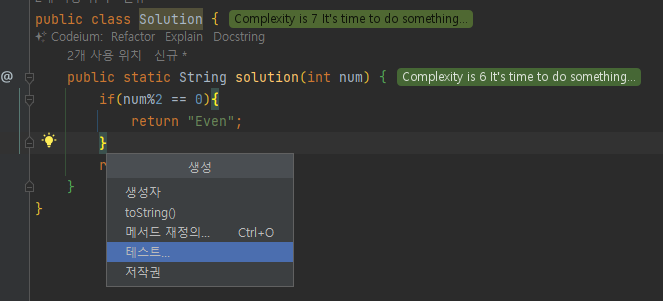 public class Solution { Complexity is 7 It's time to do something...
Codeium: Refactor Explain Docstring
2개 사용 위치 신규 *
@ public static String solution(int num) { Complexity is 6 It's time to do something...
if(num%2 == 0){
return "Even";
}
생성
생성자
toString()
메서드 재정의... Ctrl+O
테스트...
저작권
}
}